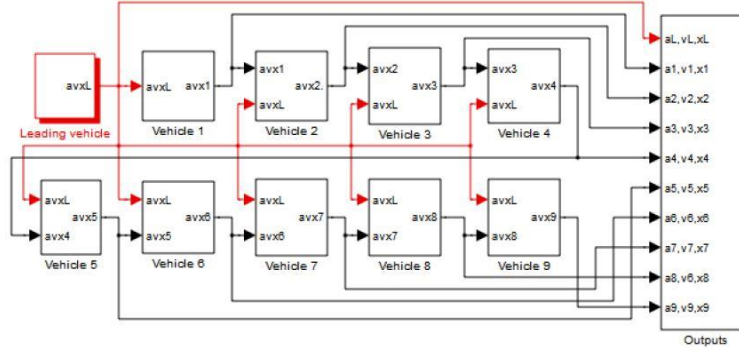 avxL
Leading vehicle
avxL avx1
Vehicle 1
avx1 avx2.
avxL
Vehicle 2
avx2 avx3
avxL
Vehicle 3
avx3 avx4
avxL
Vehicle 4
avxL avx5
avx4
Vehicle 5
avxL avx6
avx5
Vehicle 6
avxL avx7
avx6
Vehicle 7
avxL avx8
avx7
Vehicle 8
avxL avx9
avx8
Vehicle 9
aL,vL,xL
a1,v1,x1
a2,v2,x2
a3,v3,x3
a4,v4,x4
a5,v5,x5
a6,v6,x6
a7,v7,x7
a8,v6,x8
a9,v9,x9
Outputs